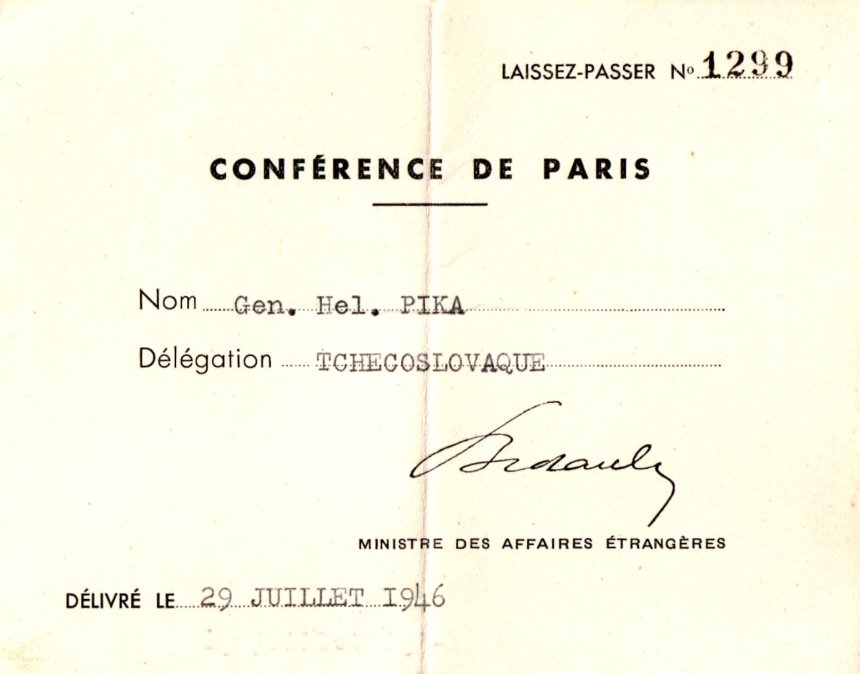 LAISSEZ-PASSER Nº 1299
CONFÉRENCE DE PARIS
Nom Gen. Hel. PIKA
Délégation TCHECOSLOVAQUE
Bidault
MINISTRE DES AFFAIRES ÉTRANGÈRES
DÉLIVRÉ LE 29 JUILLET 1946